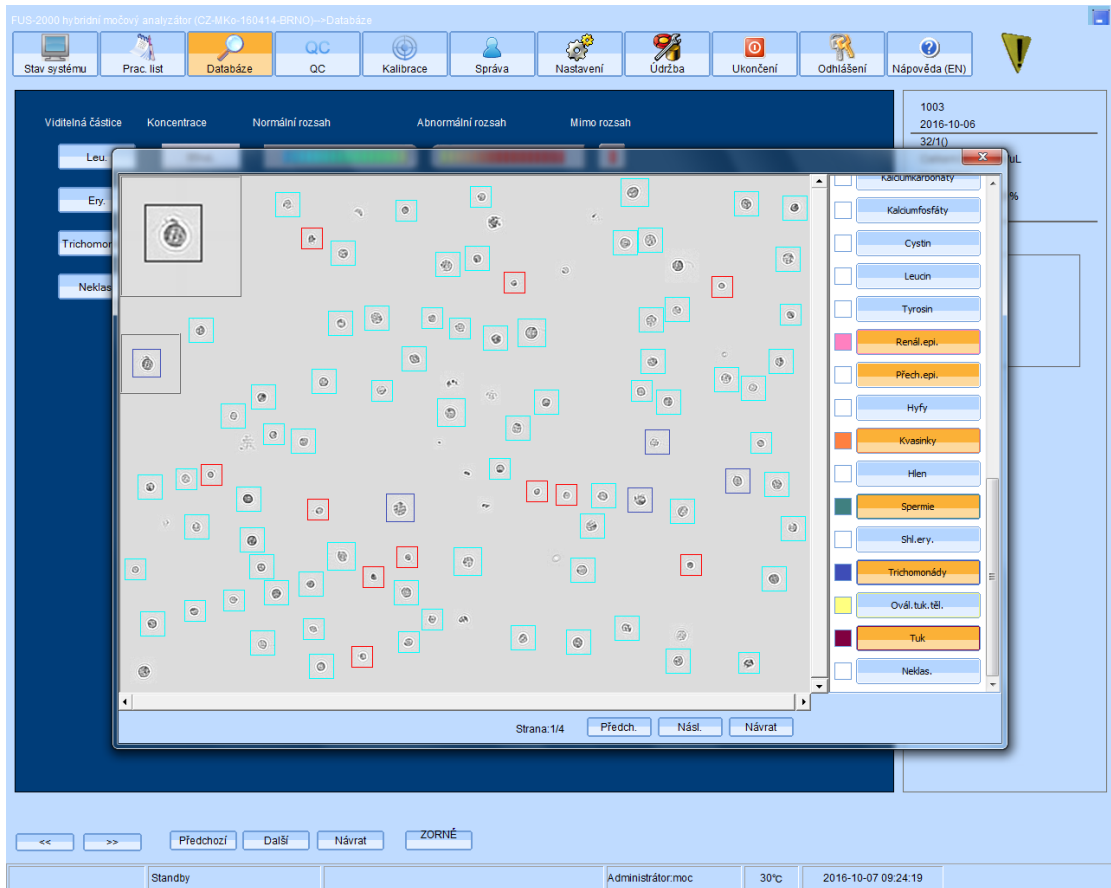 FUS-2000 hybridní močový analyzátor (CZ-MKo-160414-BRNO)-->Databáze
Stav systému
Prac. list
Databáze
QC
QC
Kalibrace
Správa
Nastavení
Údržba
Ukončení
Odhlášení
Nápověda (EN)
Viditelná částice
Koncentrace
Normální rozsah
Abnormální rozsah
Mimo rozsah
Leu.
Ery.
Trichomon
Neklas
1003
2016-10-06
32/1()
%
Kalciumkarbonáty
Kalciumfosfáty
Cystin
Leucin
Tyrosin
Renál.epi.
Přech.epi.
Hyfy
Kvasinky
Hlen
Spermie
Shl.ery.
Trichomonády
Ovál.tuk.těl.
Tuk
Neklas.
Strana:1/4
Předch.
Násl.
Návrat
<<
>>
Předchozí
Další
Návrat
ZORNÉ
Standby
Administrátor:moc
30℃
2016-10-07 09:24:19